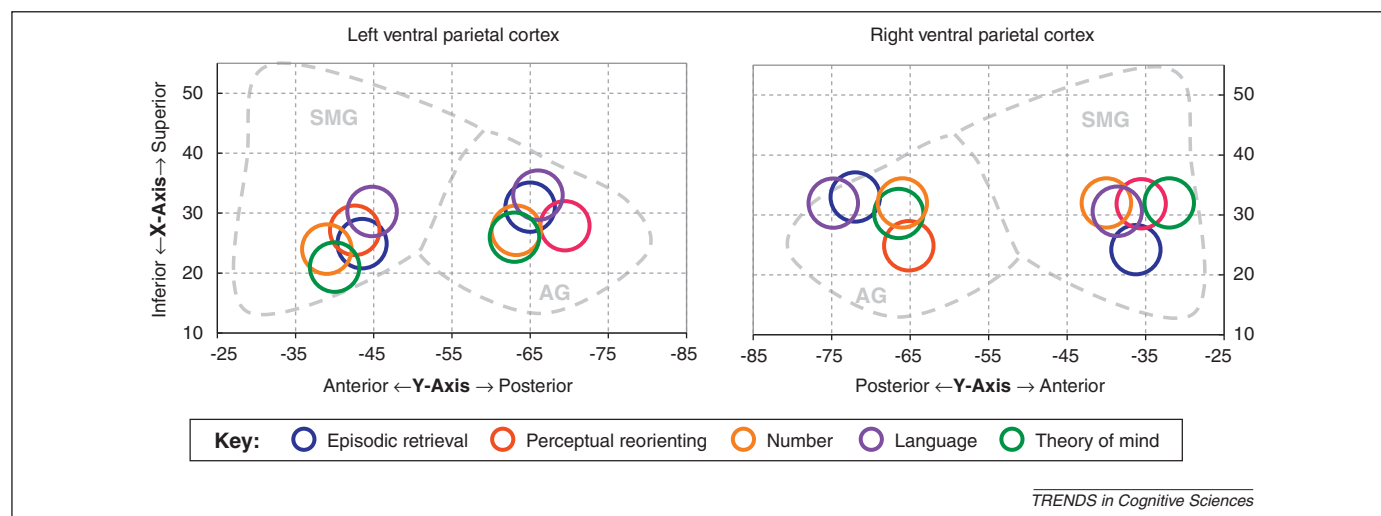 Left ventral parietal cortex
Right ventral parietal cortex
Inferior ←X-Axis→ Superior
50
40
30
20
10
SMG
AG
-25 -35 -45 -55 -65 -75 -85
Anterior ←Y-Axis → Posterior
SMG
AG
50
40
30
20
10
-85 -75 -65 -55 -45 -35 -25
Posterior ←Y-Axis → Anterior
Key: Episodic retrieval Perceptual reorienting Number Language Theory of mind
TRENDS in Cognitive Sciences